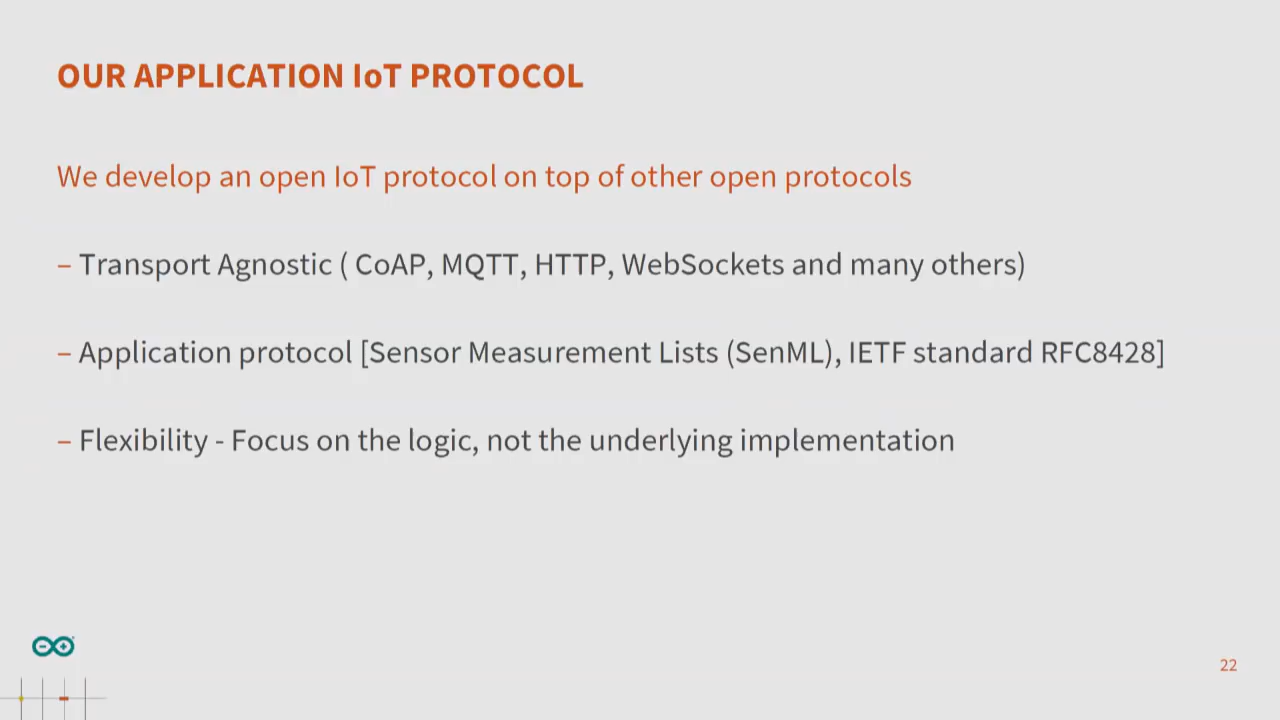 OUR APPLICATION IoT PROTOCOL
We develop an open IoT protocol on top of other open protocols
– Transport Agnostic ( CoAP, MQTT, HTTP, WebSockets and many others)
– Application protocol [Sensor Measurement Lists (SenML), IETF standard RFC8428]
– Flexibility - Focus on the logic, not the underlying implementation
22